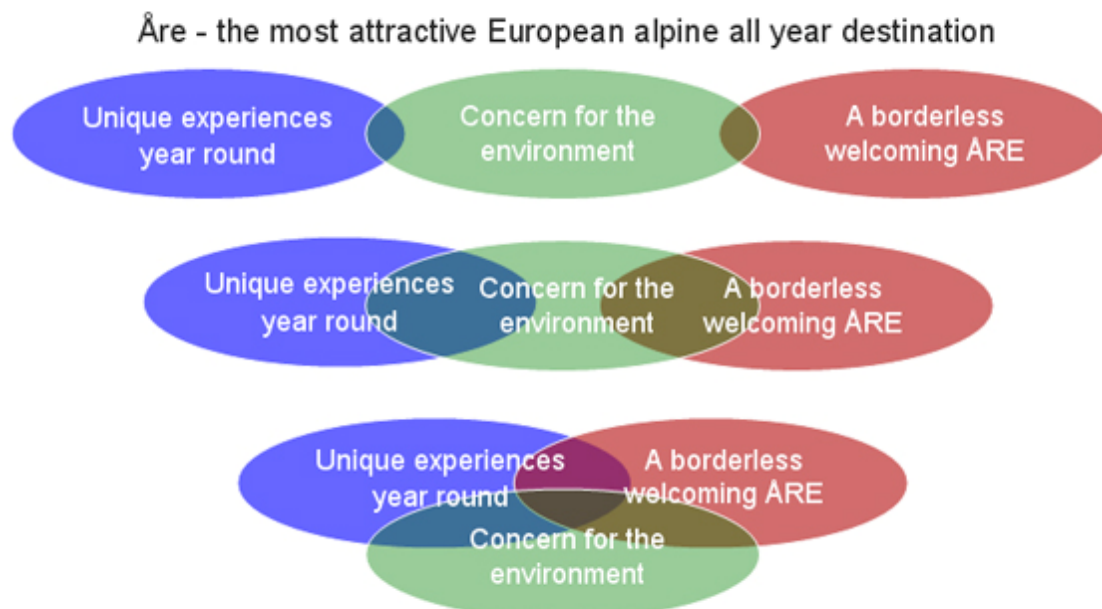 Åre - the most attractive European alpine all year destination
Unique experiences
year round
Concern for the
environment
A borderless
welcoming ÅRE
Unique experiences
year round
Concern for the
environment
A borderless
welcoming ÅRE
Unique experiences
year round
A borderless
welcoming ÅRE
Concern for the
environment